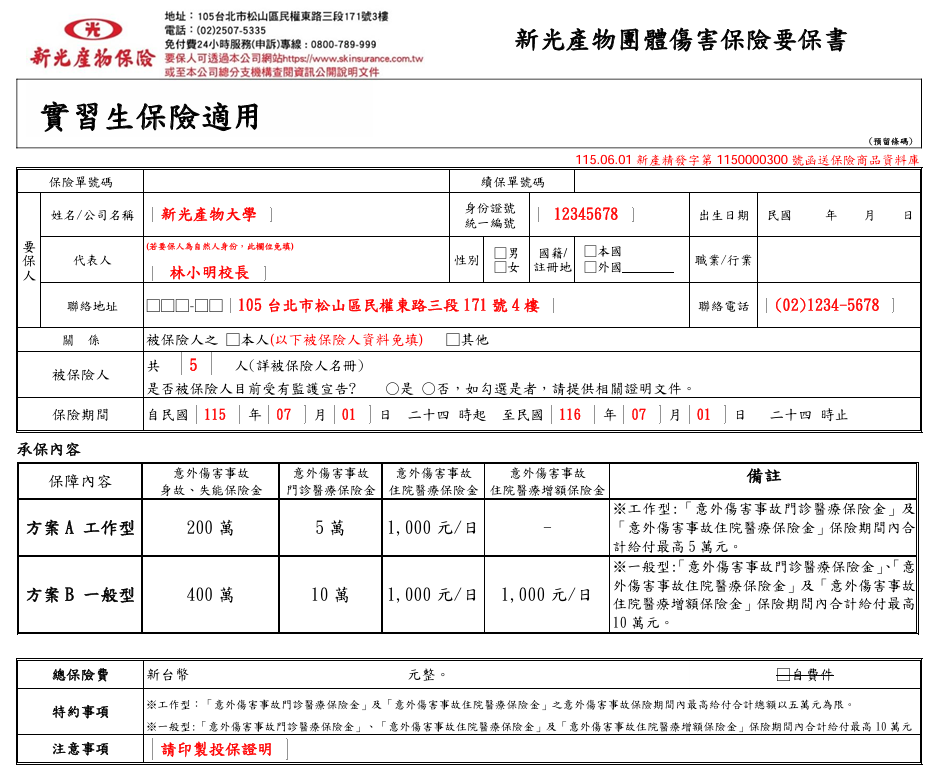 新光產物保險
地址：105台北市松山區民權東路三段171號3樓
電話：(02)2507-5335
免付費24小時服務(申訴)專線：0800-789-999
要保人可透過本公司網站https://www.skinsurance.com.tw
或至本公司總分支機構查閱資訊公開說明文件
新光產物團體傷害保險要保書
實習生保險適用
(預留條碼)
115.06.01 新產精發字第 1150000300 號函送保險商品資料庫
保險單號碼 續保單號碼
要保人
姓名/公司名稱 新光產物大學 身份證號 統一編號 12345678 出生日期 民國 年 月 日
代表人 (若要保人為自然人身份，此欄位免填) 林小明校長 性別 □男 □女 國籍/註冊地 □本國 □外國 職業/行業
聯絡地址 □□□-□□ 105 台北市松山區民權東路三段 171 號 4 樓 聯絡電話 (02)1234-5678
關 係 被保險人之 □本人(以下被保險人資料免填) □其他
被保險人 共 5 人(詳被保險人名冊)
是否被保險人目前受有監護宣告? ○是 ○否，如勾選是者，請提供相關證明文件。
保險期間 自民國 115 年 07 月 01 日 二十四 時起 至民國 116 年 07 月 01 日 二十四 時止
承保內容
保障內容 意外傷害事故 身故、失能保險金 意外傷害事故 門診醫療保險金 意外傷害事故 住院醫療保險金 意外傷害事故 住院醫療增額保險金 備註
方案 A 工作型 200 萬 5 萬 1,000 元/日 -
※工作型:「意外傷害事故門診醫療保險金」及
「意外傷害事故住院醫療保險金」保險期間內合
計給付最高 5 萬元。
方案 B 一般型 400 萬 10 萬 1,000 元/日 1,000 元/日
※一般型:「意外傷害事故門診醫療保險金」、「意
外傷害事故住院醫療保險金」及「意外傷害事故
住院醫療增額保險金」保險期間內合計給付最高
10 萬元。
總保險費 新台幣 元整。 □自費件
特約事項 ※工作型：「意外傷害事故門診醫療保險金」及「意外傷害事故住院醫療保險金」之意外傷害事故保險期間內最高給付合計總額以五萬元為限。
※一般型:「意外傷害事故門診醫療保險金」、「意外傷害事故住院醫療保險金」及「意外傷害事故住院醫療增額保險金」保險期間內合計給付最高 10 萬元
注意事項 請印製投保證明